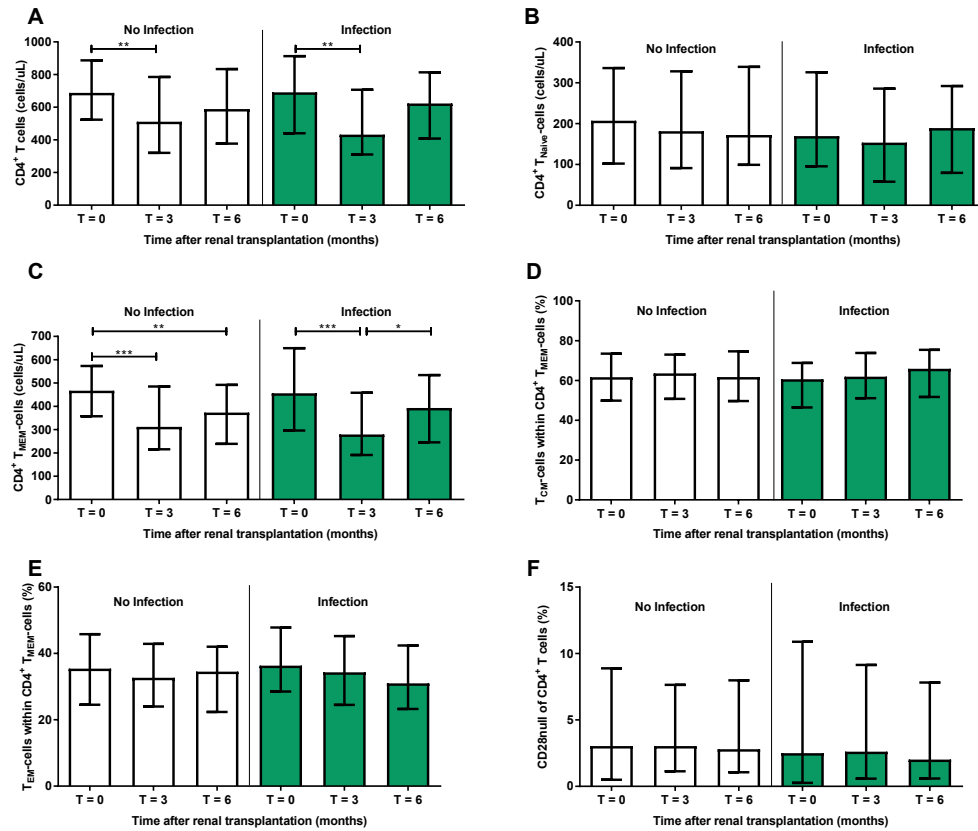 A
No Infection
Infection
**
**
CD4+ T cells (cells/uL)
1000
800
600
400
200
0
T = 0
T = 3
T = 6
T = 0
T = 3
T = 6
Time after renal transplantation (months)
B
No Infection
Infection
CD4+ TNaive-cells (cells/uL)
400
300
200
100
0
T = 0
T = 3
T = 6
T = 0
T = 3
T = 6
Time after renal transplantation (months)
C
No Infection
Infection
**
***
***
*
CD4+ TMEM-cells (cells/uL)
700
600
500
400
300
200
100
0
T = 0
T = 3
T = 6
T = 0
T = 3
T = 6
Time after renal transplantation (months)
D
No Infection
Infection
TCM-cells within CD4+ TMEM-cells (%)
100
80
60
40
20
0
T = 0
T = 3
T = 6
T = 0
T = 3
T = 6
Time after renal transplantation (months)
E
No Infection
Infection
TEM-cells within CD4+ TMEM-cells (%)
60
40
20
0
T = 0
T = 3
T = 6
T = 0
T = 3
T = 6
Time after renal transplantation (months)
F
No Infection
Infection
CD28null of CD4+ T cells (%)
15
10
5
0
T = 0
T = 3
T = 6
T = 0
T = 3
T = 6
Time after renal transplantation (months)